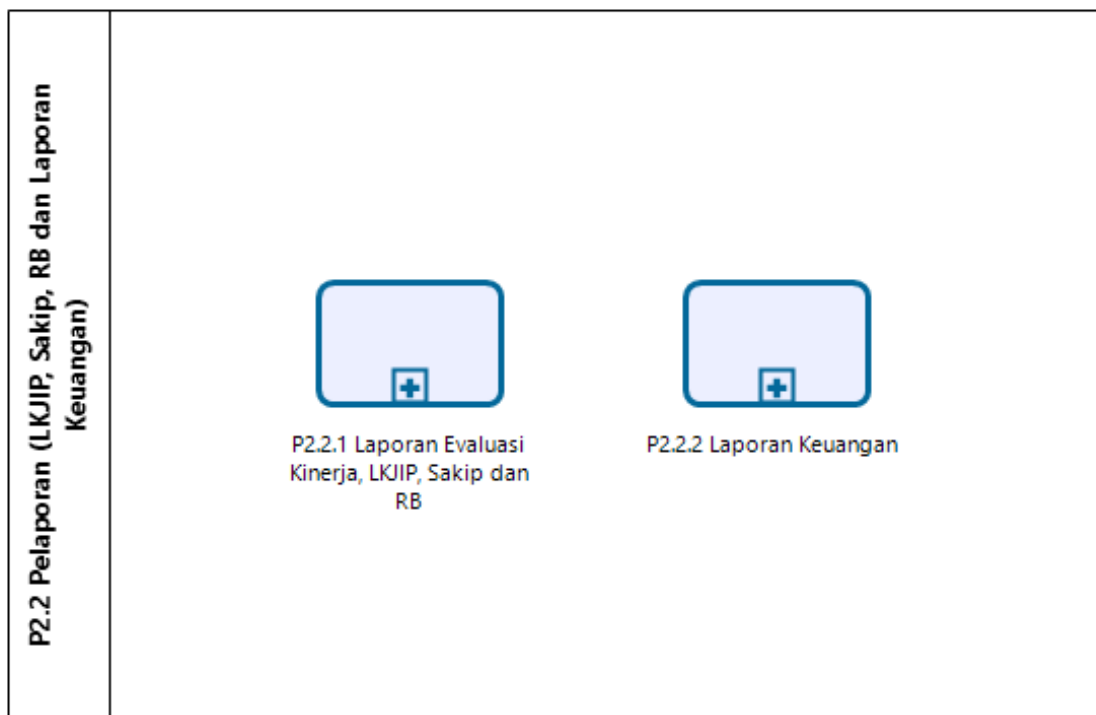 P2.2 Pelaporan (LKJIP, Sakip, RB dan Laporan
Keuangan)
P2.2.1 Laporan Evaluasi
Kinerja, LKJIP, Sakip dan
RB
P2.2.2 Laporan Keuangan